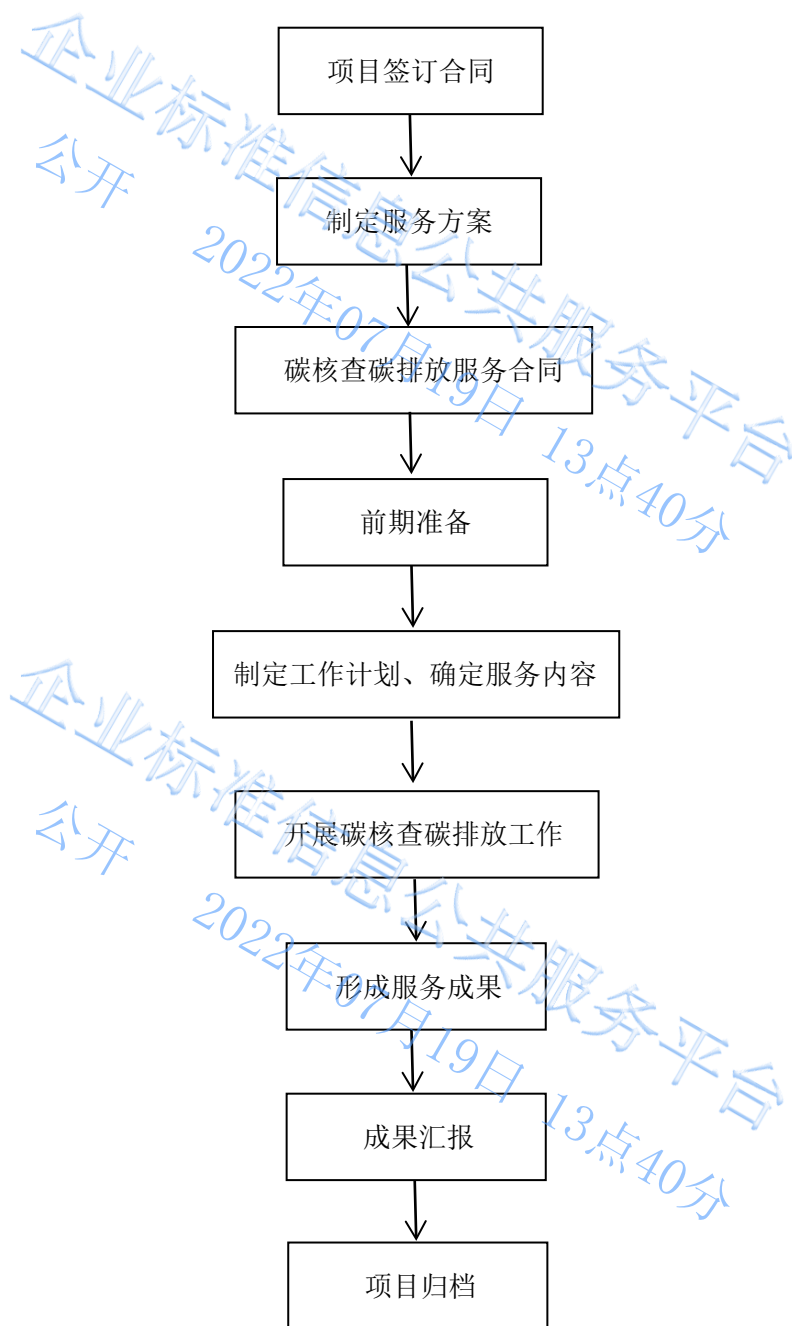 项目签订合同
制定服务方案
碳核查碳排放服务合同
前期准备
制定工作计划、确定服务内容
开展碳核查碳排放工作
形成服务成果
成果汇报
项目归档
企业标准信息公共服务平台
公开
2022年07月19日 13点40分
企业标准信息公共服务平台
公开
2022年07月19日 13点40分